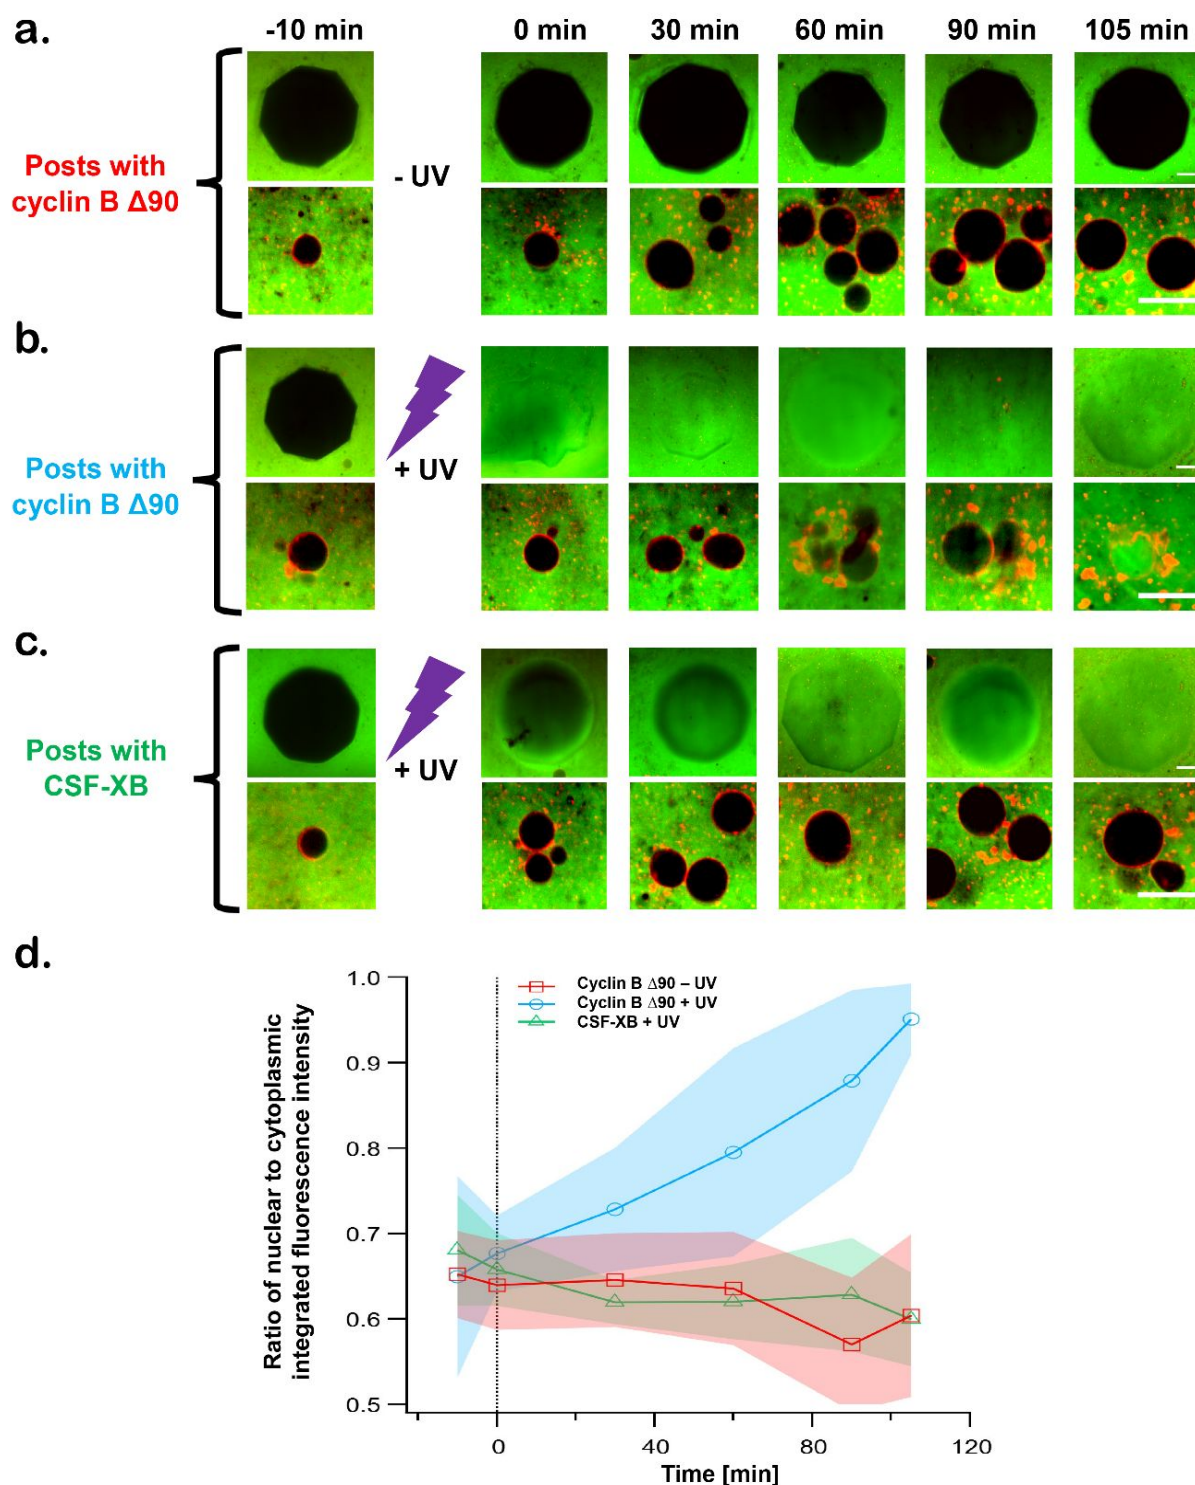 a.
-10 min
0 min
30 min
60 min
90 min
105 min
Posts with
cyclin B Δ90
- UV
b.
Posts with
cyclin B Δ90
+ UV
c.
Posts with
CSF-XB
+ UV
d.
Cyclin B Δ90 – UV
Cyclin B Δ90 + UV
CSF-XB + UV
Ratio of nuclear to cytoplasmic
integrated fluorescence intensity
1.0
0.9
0.8
0.7
0.6
0.5
0
40
80
120
Time [min]